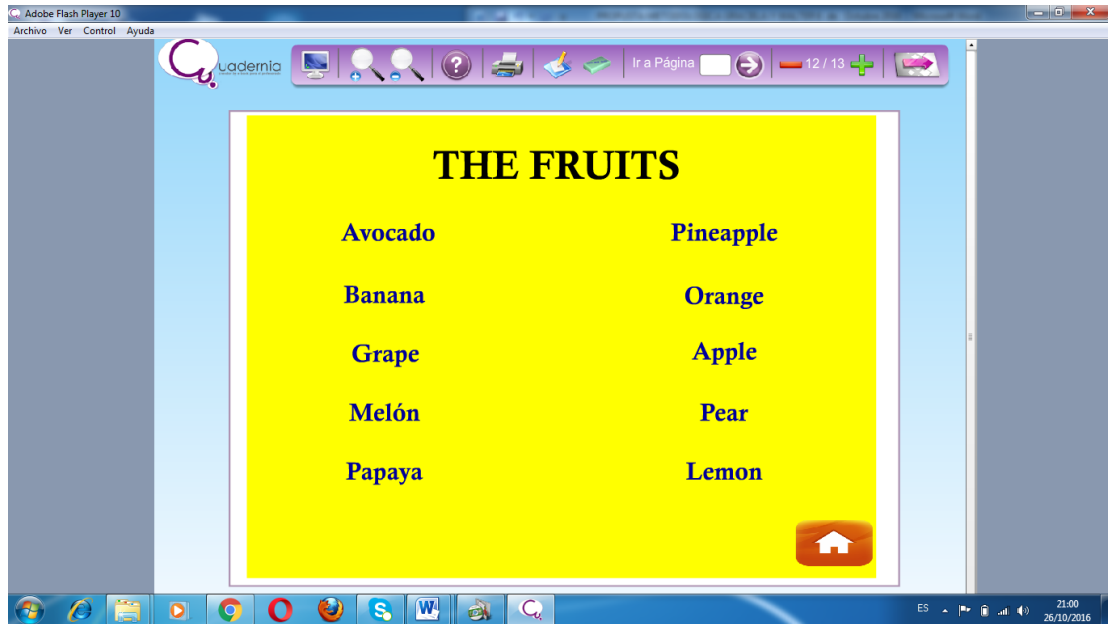 Adobe Flash Player 10
Archivo Ver Control Ayuda
Cuadernia
Ir a Página
12 / 13
THE FRUITS
Avocado Pineapple
Banana Orange
Grape Apple
Melón Pear
Papaya Lemon
ES
21:00
26/10/2016